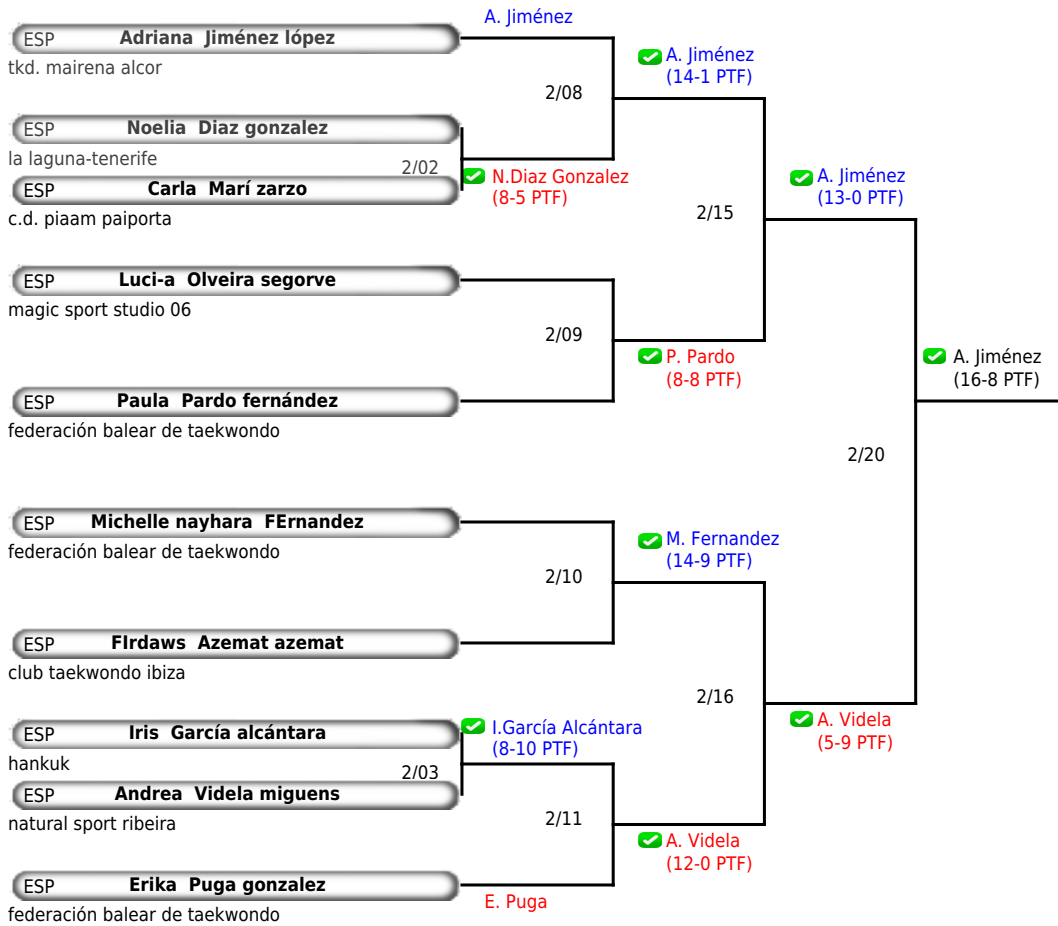 A. Jiménez
ESP Adriana Jiménez lópez
tkd. mairena alcor
A. Jiménez
(14-1 PTF)
2/08
ESP Noelia Diaz gonzalez
la laguna-tenerife
2/02
N.Diaz Gonzalez
(8-5 PTF)
ESP Carla Marí zarzo
c.d. piaam paiporta
A. Jiménez
(13-0 PTF)
2/15
ESP Luci-a Olveira segorve
magic sport studio 06
2/09
P. Pardo
(8-8 PTF)
A. Jiménez
(16-8 PTF)
ESP Paula Pardo fernández
federación balear de taekwondo
2/20
ESP Michelle nayhara FErnandez
federación balear de taekwondo
M. Fernandez
(14-9 PTF)
2/10
ESP FIrdaws Azemat azemat
club taekwondo ibiza
2/16
A. Videla
(5-9 PTF)
ESP Iris García alcántara
hankuk
I.García Alcántara
(8-10 PTF)
2/03
ESP Andrea Videla miguens
natural sport ribeira
2/11
A. Videla
(12-0 PTF)
ESP Erika Puga gonzalez
federación balear de taekwondo
E. Puga